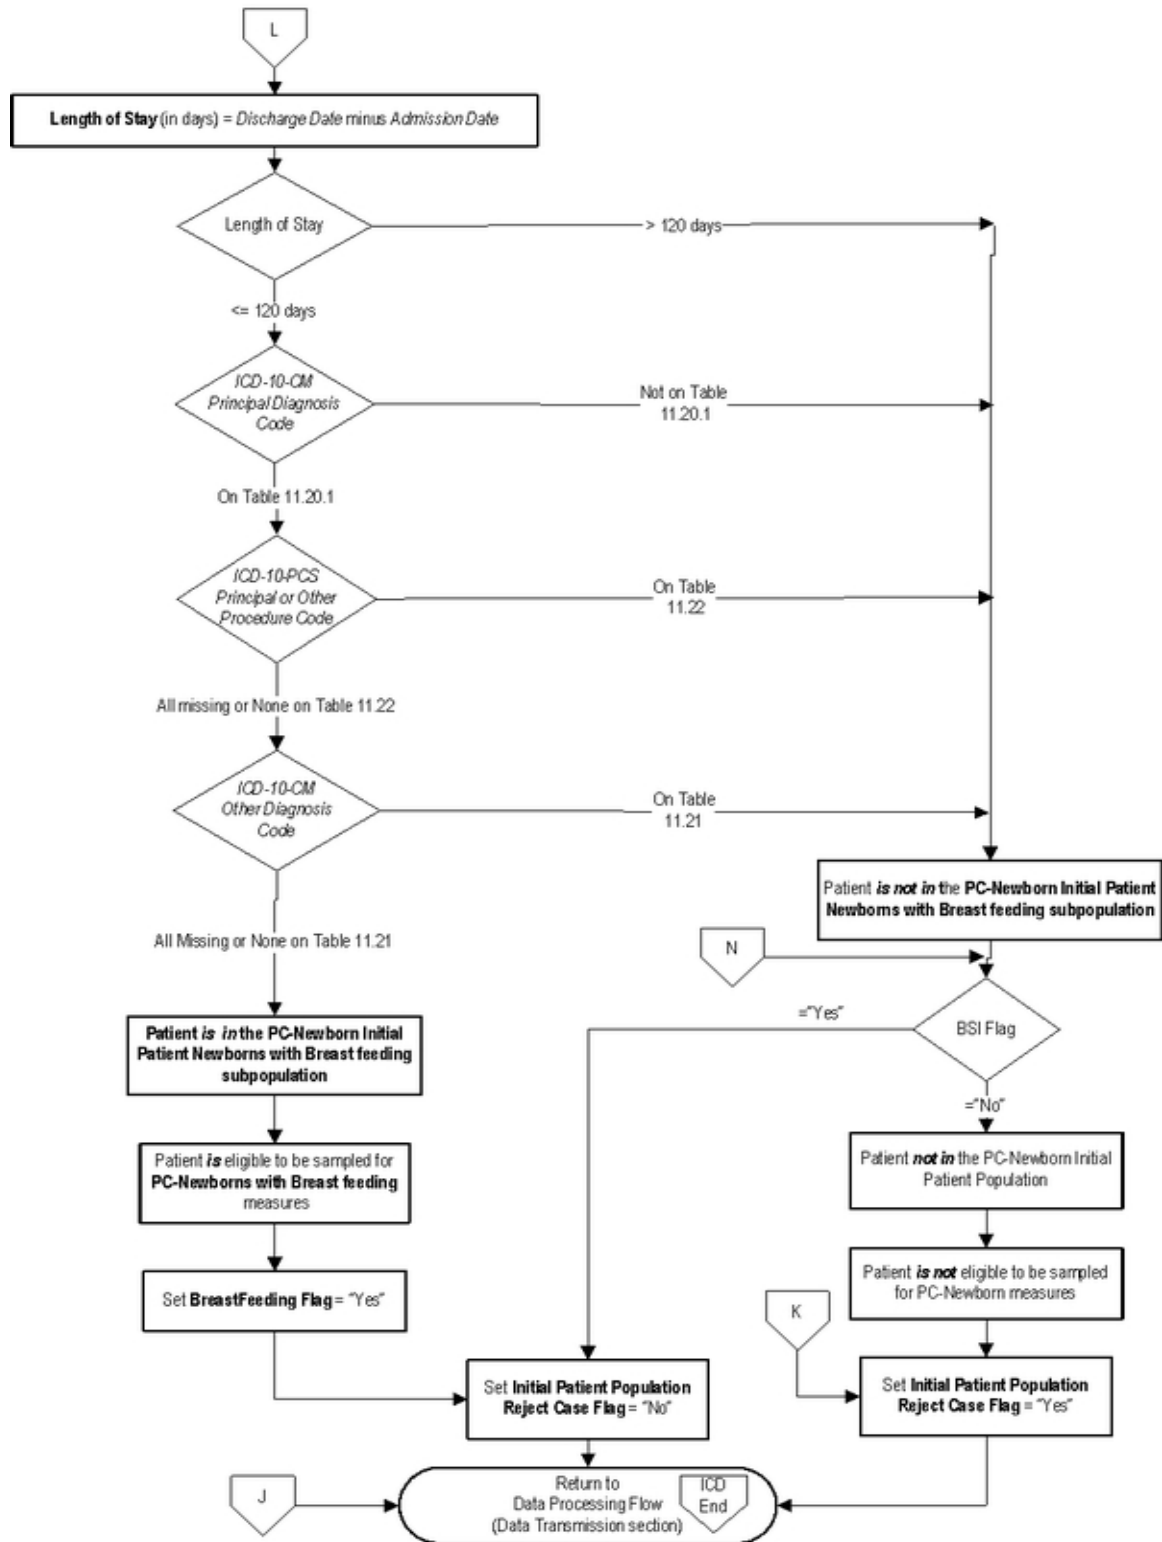 L
Length of Stay (in days) = Discharge Date minus Admission Date
Length of Stay
> 120 days
<= 120 days
ICD-10-CM
Principal Diagnosis
Code
Not on Table
11.20.1
On Table 11.20.1
ICD-10-PCS
Principal or Other
Procedure Code
On Table
11.22
All missing or None on Table 11.22
ICD-10-CM
Other Diagnosis
Code
On Table
11.21
Patient is not in the PC-Newborn Initial Patient
Newborns with Breast feeding subpopulation
All Missing or None on Table 11.21
N
BSI Flag
="Yes"
="No"
Patient is in the PC-Newborn Initial
Patient Newborns with Breast feeding
subpopulation
Patient not in the PC-Newborn Initial
Patient Population
Patient is eligible to be sampled for
PC-Newborns with Breast feeding
measures
Patient is not eligible to be sampled
for PC-Newborn measures
Set BreastFeeding Flag = "Yes"
K
Set Initial Patient Population
Reject Case Flag = "No"
Set Initial Patient Population
Reject Case Flag = "Yes"
J
Return to
Data Processing Flow
(Data Transmission section)
ICD
End